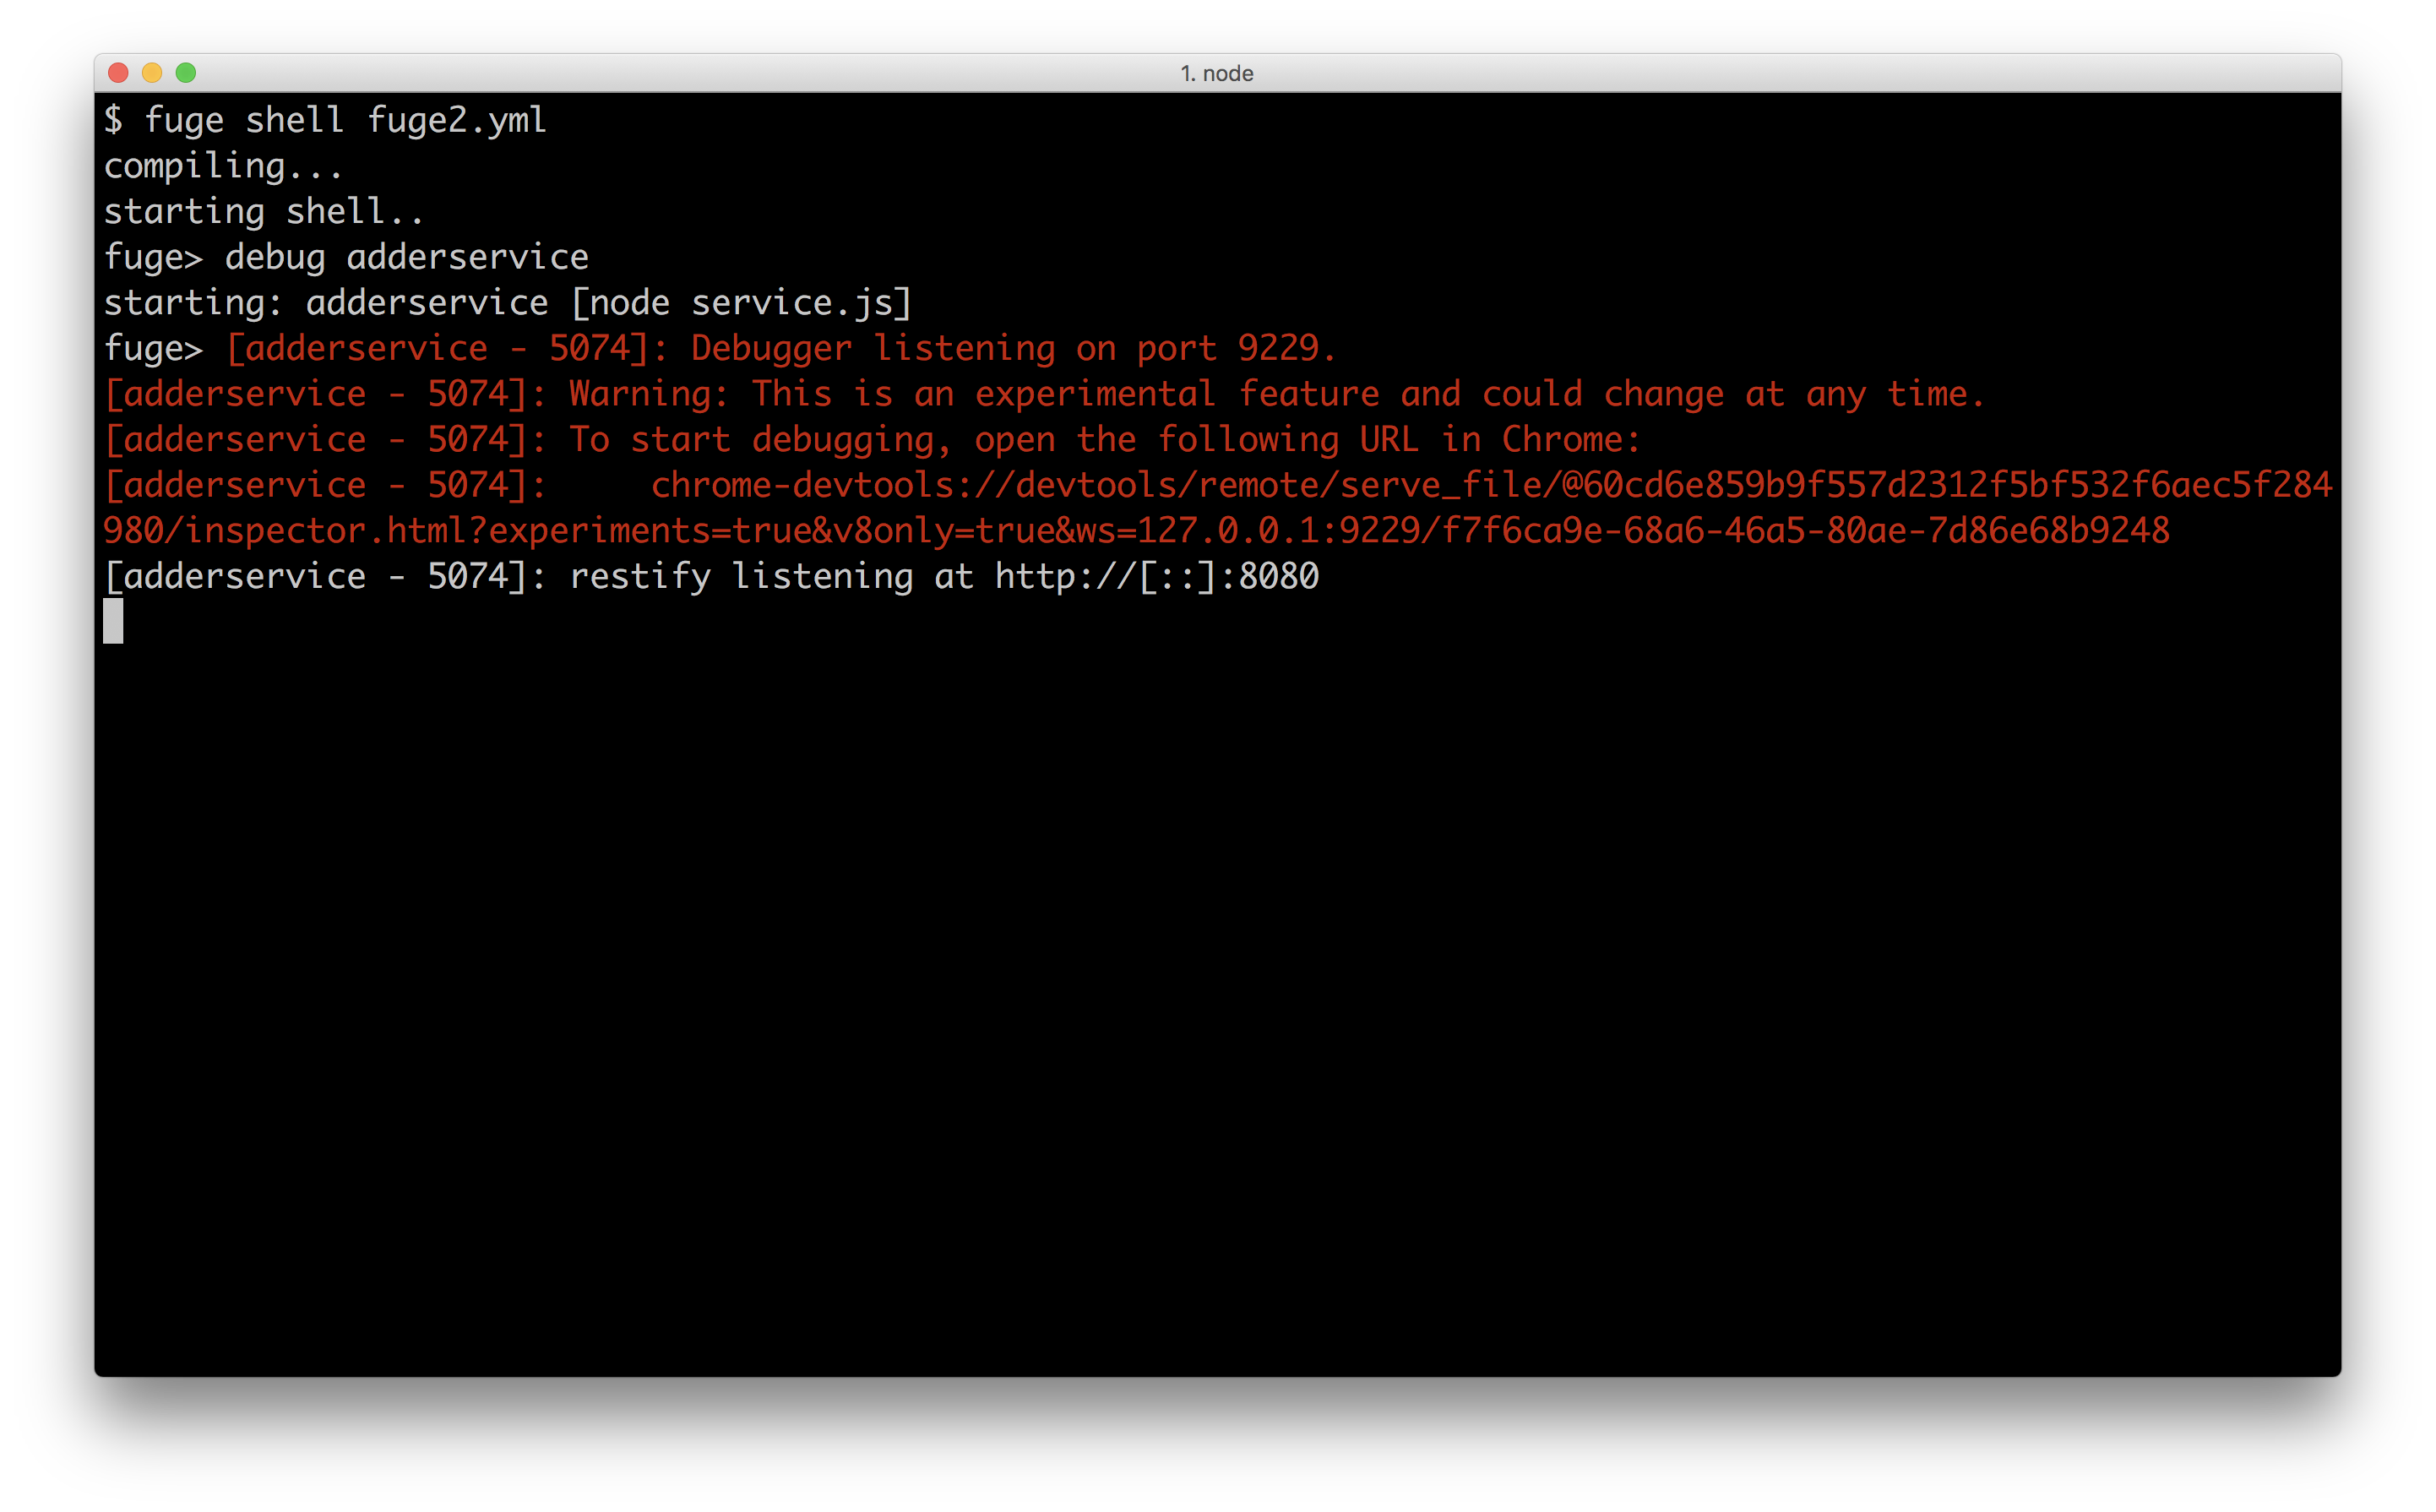 1. node
$ fuge shell fuge2.yml
compiling...
starting shell..
fuge> debug adderservice
starting: adderservice [node service.js]
fuge> [adderservice - 5074]: Debugger listening on port 9229.
[adderservice - 5074]: Warning: This is an experimental feature and could change at any time.
[adderservice - 5074]: To start debugging, open the following URL in Chrome:
[adderservice - 5074]:     chrome-devtools://devtools/remote/serve_file/@60cd6e859b9f557d2312f5bf532f6aec5f284
980/inspector.html?experiments=true&v8only=true&ws=127.0.0.1:9229/f7f6ca9e-68a6-46a5-80ae-7d86e68b9248
[adderservice - 5074]: restify listening at http://[::]:8080